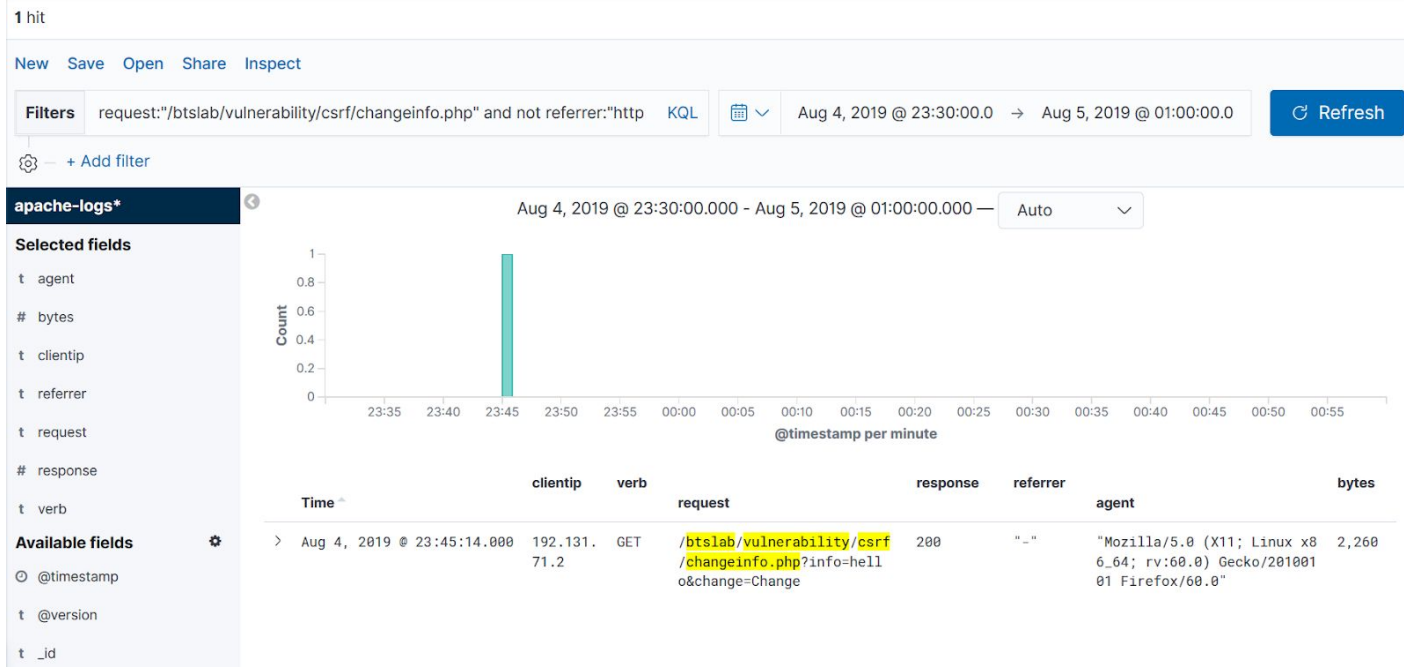 1 hit
New Save Open Share Inspect
Filters request:"/btslab/vulnerability/csrf/changeinfo.php" and not referrer:"http KQL Aug 4, 2019 @ 23:30:00.0 → Aug 5, 2019 @ 01:00:00.0 Refresh
+ Add filter
apache-logs*
Selected fields
t agent
# bytes
t clientip
t referrer
t request
# response
t verb
Available fields
@timestamp
t @version
t _id
Aug 4, 2019 @ 23:30:00.000 - Aug 5, 2019 @ 01:00:00.000 — Auto
Count
1
0.8
0.6
0.4
0.2
0
23:35 23:40 23:45 23:50 23:55 00:00 00:05 00:10 00:15 00:20 00:25 00:30 00:35 00:40 00:45 00:50 00:55
@timestamp per minute
Time clientip verb request response referrer agent bytes
Aug 4, 2019 @ 23:45:14.000 192.131. GET /btslab/vulnerability/csrf 200 "-" "Mozilla/5.0 (X11; Linux x8 2,260
71.2 /changeinfo.php?info=hell 6_64; rv:60.0) Gecko/201001
o&change=Change 01 Firefox/60.0"